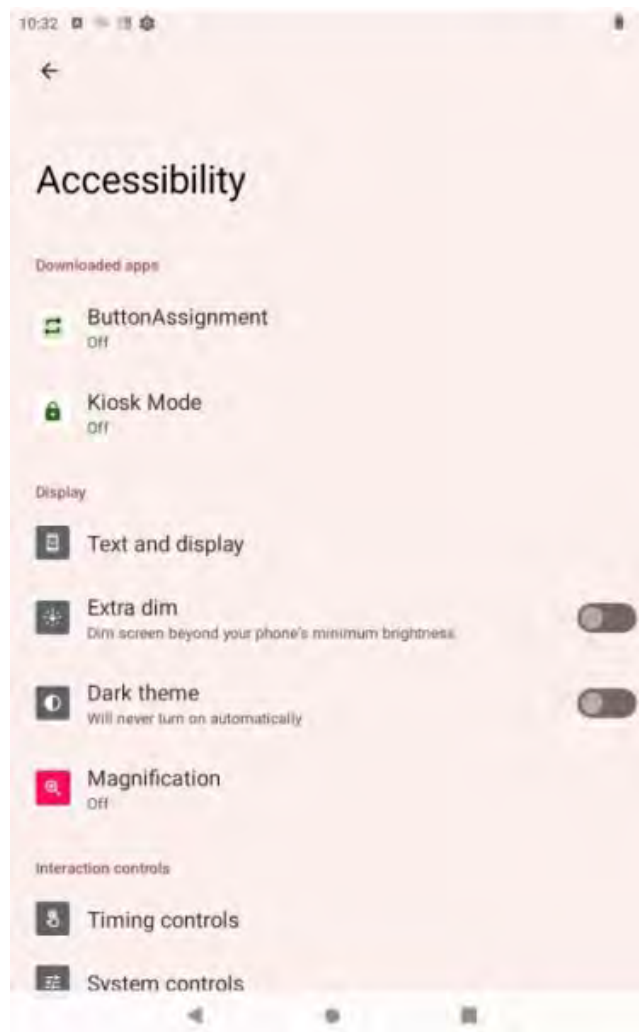 10:32
Accessibility
Downloaded apps
ButtonAssignment
Off
Kiosk Mode
Off
Display
Text and display
Extra dim
Dim screen beyond your phone's minimum brightness
Dark theme
Will never turn on automatically
Magnification
Off
Interaction controls
Timing controls
System controls